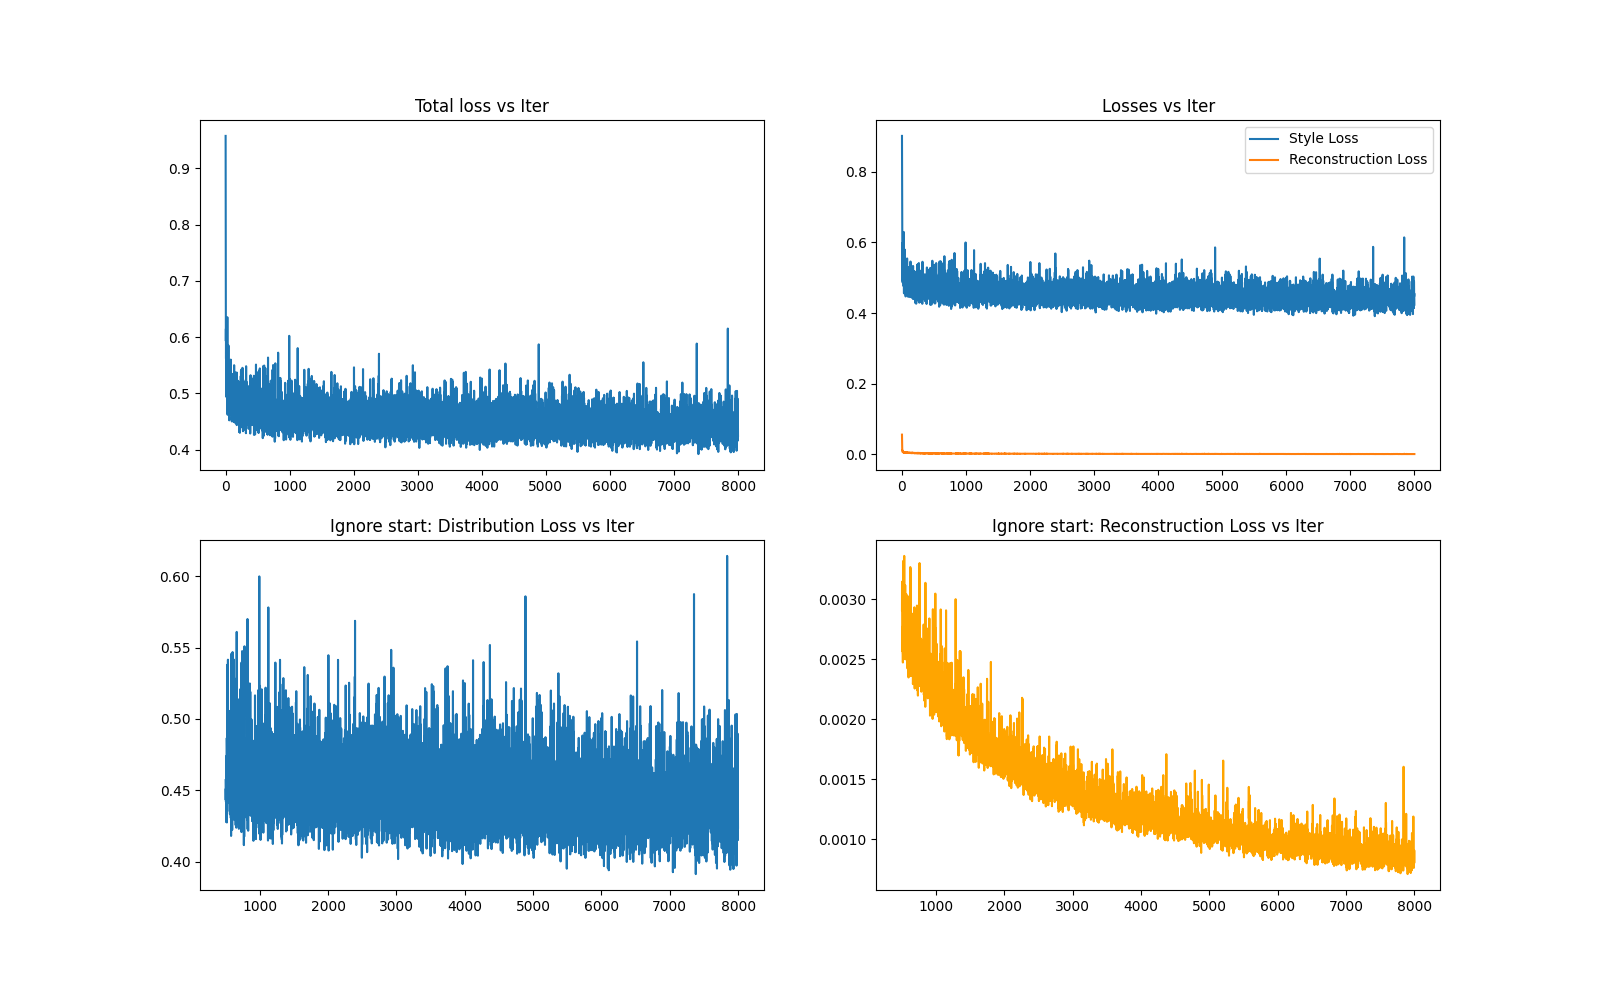 Total loss vs Iter
0.9
0.8
0.7
0.6
0.5
0.4
0 1000 2000 3000 4000 5000 6000 7000 8000
Losses vs Iter
Style Loss
Reconstruction Loss
0.8
0.6
0.4
0.2
0.0
0 1000 2000 3000 4000 5000 6000 7000 8000
Ignore start: Distribution Loss vs Iter
0.60
0.55
0.50
0.45
0.40
1000 2000 3000 4000 5000 6000 7000 8000
Ignore start: Reconstruction Loss vs Iter
0.0030
0.0025
0.0020
0.0015
0.0010
1000 2000 3000 4000 5000 6000 7000 8000